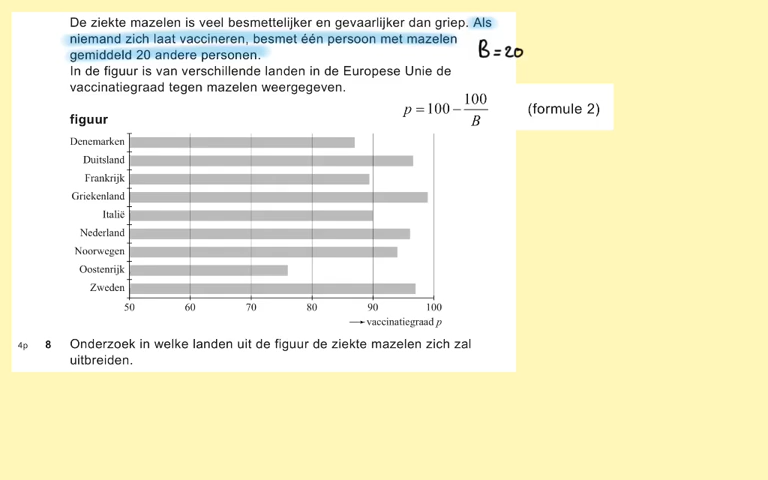 De ziekte mazelen is veel besmettelijker en gevaarlijker dan griep. Als
niemand zich laat vaccineren, besmet één persoon met mazelen
gemiddeld 20 andere personen.
B = 20
In de figuur is van verschillende landen in de Europese Unie de
vaccinatiegraad tegen mazelen weergegeven.
p = 100 − 100/B (formule 2)
figuur
Denemarken
Duitsland
Frankrijk
Griekenland
Italië
Nederland
Noorwegen
Oostenrijk
Zweden
50 60 70 80 90 100
→ vaccinatiegraad p
4p 8 Onderzoek in welke landen uit de figuur de ziekte mazelen zich zal
uitbreiden.